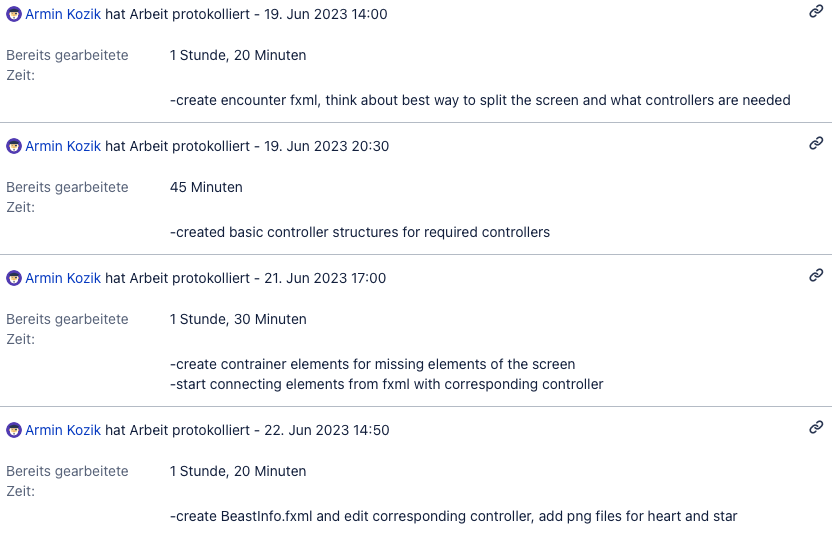 Armin Kozik hat Arbeit protokolliert - 19. Jun 2023 14:00
Bereits gearbeitete Zeit:
1 Stunde, 20 Minuten
-create encounter fxml, think about best way to split the screen and what controllers are needed
Armin Kozik hat Arbeit protokolliert - 19. Jun 2023 20:30
Bereits gearbeitete Zeit:
45 Minuten
-created basic controller structures for required controllers
Armin Kozik hat Arbeit protokolliert - 21. Jun 2023 17:00
Bereits gearbeitete Zeit:
1 Stunde, 30 Minuten
-create contrainer elements for missing elements of the screen
-start connecting elements from fxml with corresponding controller
Armin Kozik hat Arbeit protokolliert - 22. Jun 2023 14:50
Bereits gearbeitete Zeit:
1 Stunde, 20 Minuten
-create BeastInfo.fxml and edit corresponding controller, add png files for heart and star